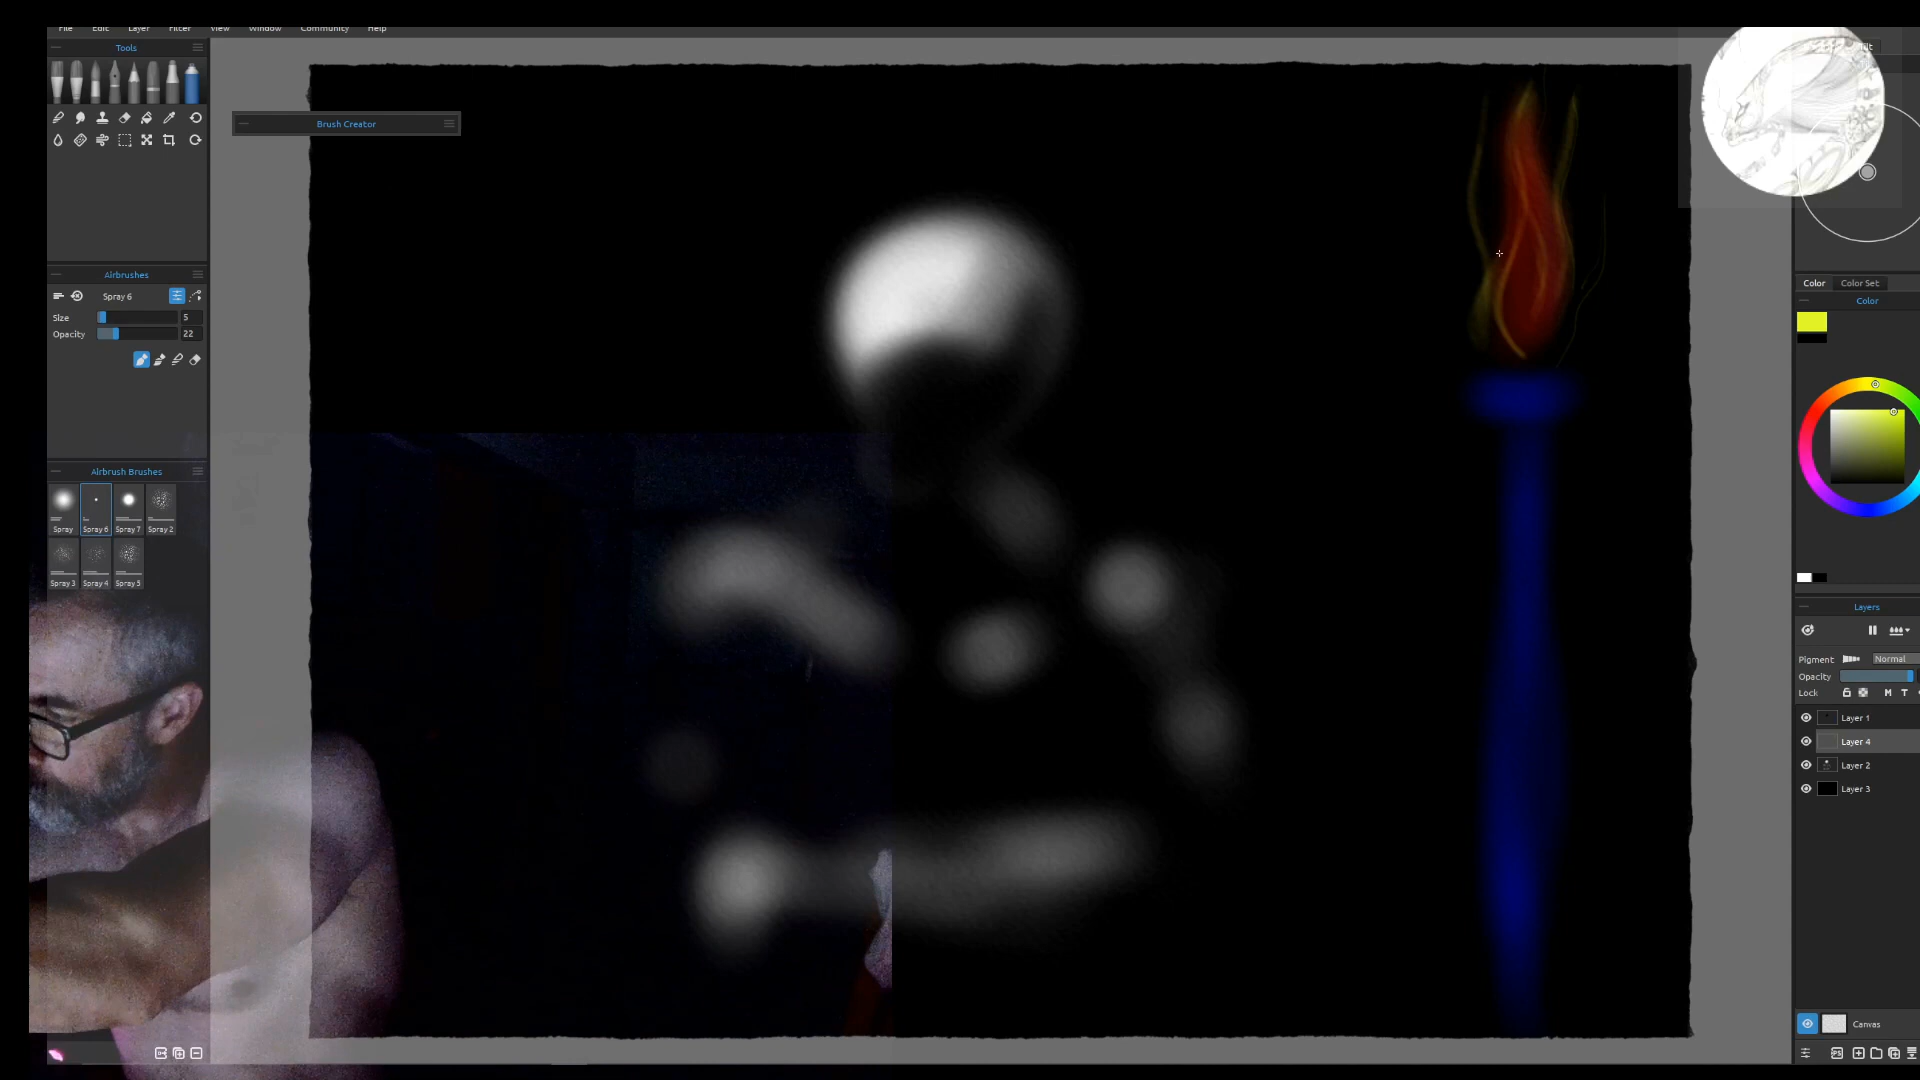 File Edit Layer Filter View Window Community Help
Tools
Brush Creator
Airbrushes
Spray 6
Size 5
Opacity 22
Airbrush Brushes
Spray Spray 6 Spray 7 Spray 2
Spray 3 Spray 4 Spray 5
Color Color Set
Color
Layers
Pigment Normal
Opacity
Lock M T
Layer 1
Layer 4
Layer 2
Layer 3
Canvas